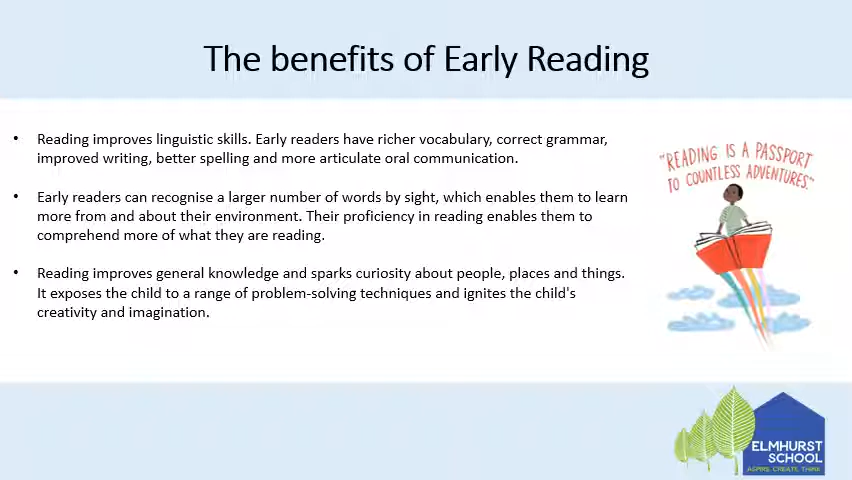 The benefits of Early Reading
• Reading improves linguistic skills. Early readers have richer vocabulary, correct grammar,
improved writing, better spelling and more articulate oral communication.
• Early readers can recognise a larger number of words by sight, which enables them to learn
more from and about their environment. Their proficiency in reading enables them to
comprehend more of what they are reading.
• Reading improves general knowledge and sparks curiosity about people, places and things.
It exposes the child to a range of problem-solving techniques and ignites the child's
creativity and imagination.
"READING IS A PASSPORT
TO COUNTLESS ADVENTURES."
ELMHURST
SCHOOL
ASPIRE, CREATE, THINK